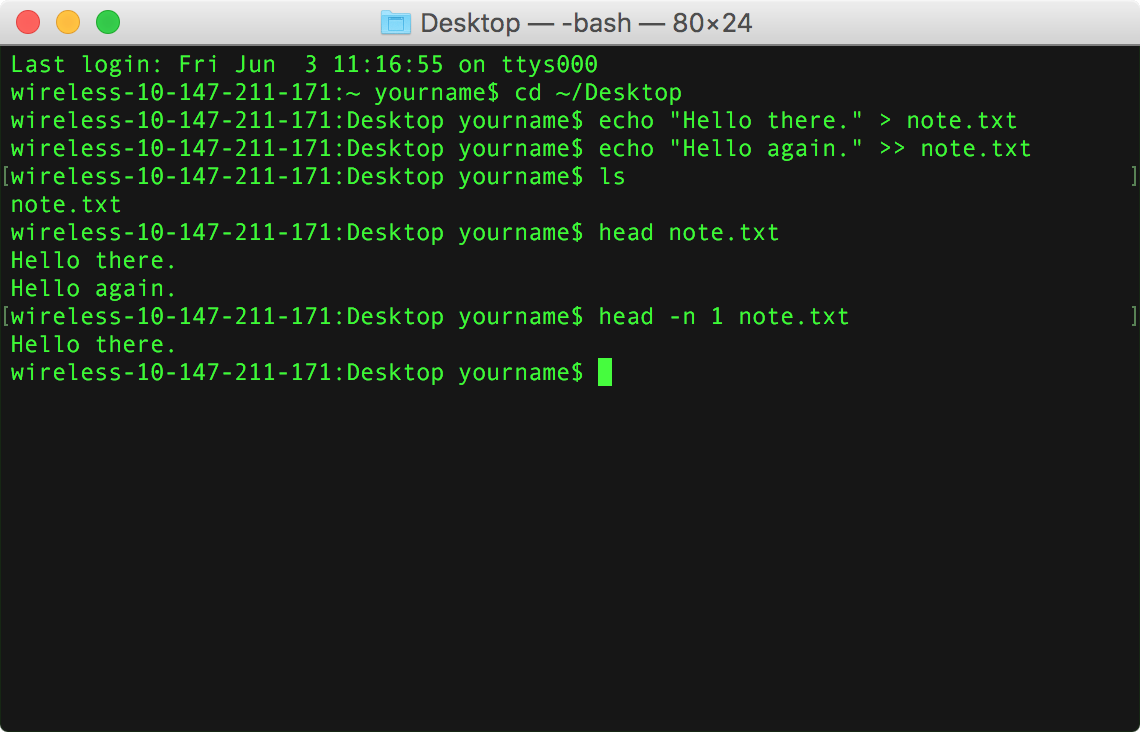 Desktop — -bash — 80×24
Last login: Fri Jun  3 11:16:55 on ttys000
wireless-10-147-211-171:~ yourname$ cd ~/Desktop
wireless-10-147-211-171:Desktop yourname$ echo "Hello there." > note.txt
wireless-10-147-211-171:Desktop yourname$ echo "Hello again." >> note.txt
[wireless-10-147-211-171:Desktop yourname$ ls ]
note.txt
wireless-10-147-211-171:Desktop yourname$ head note.txt
Hello there.
Hello again.
[wireless-10-147-211-171:Desktop yourname$ head -n 1 note.txt ]
Hello there.
wireless-10-147-211-171:Desktop yourname$